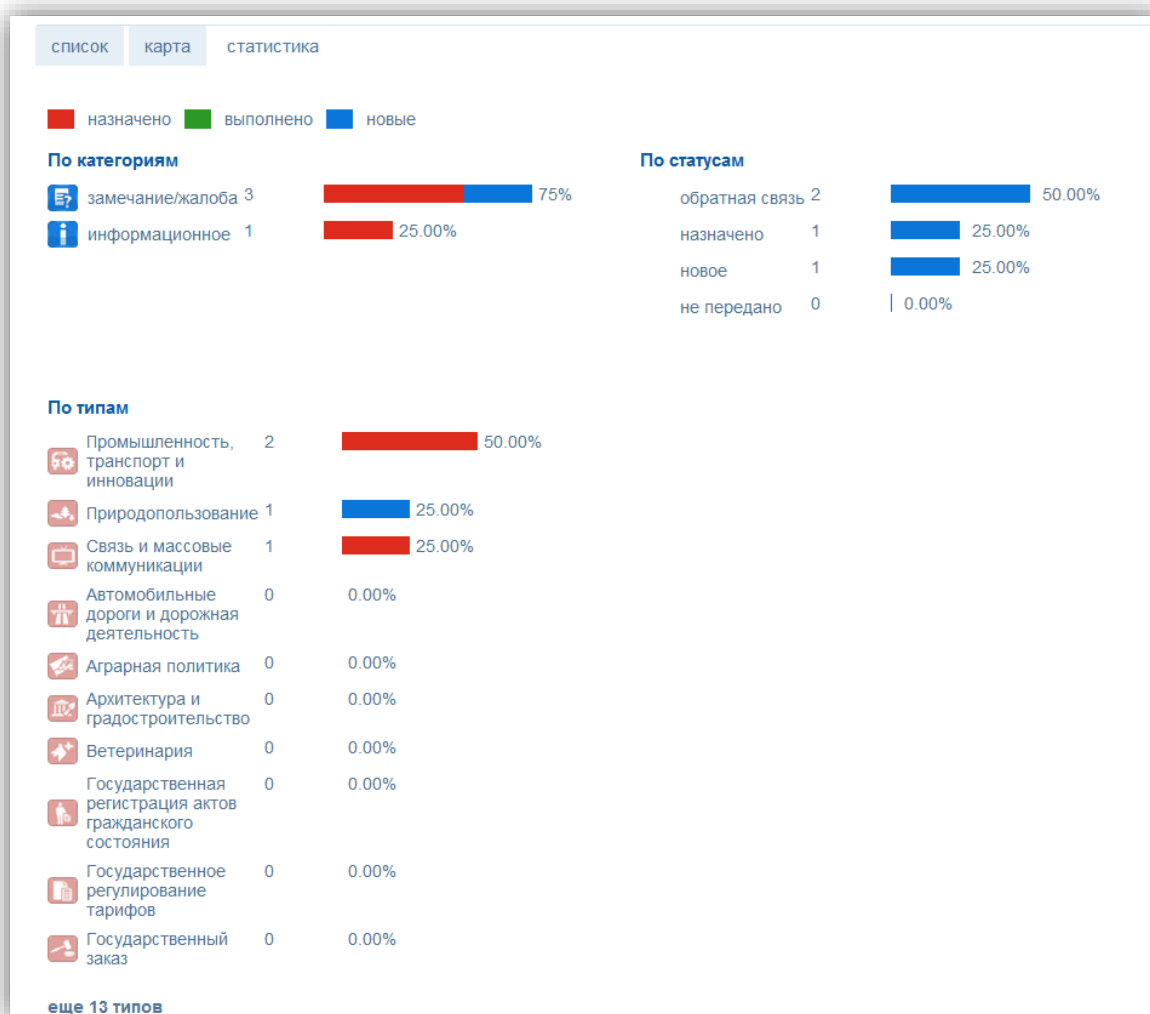 список карта статистика
назначено выполнено новые
По категориям
замечание/жалоба 3 75%
информационное 1 25.00%
По статусам
обратная связь 2 50.00%
назначено 1 25.00%
новое 1 25.00%
не передано 0 0.00%
По типам
Промышленность, 2 50.00%
транспорт и
инновации
Природопользование 1 25.00%
Связь и массовые 1 25.00%
коммуникации
Автомобильные 0 0.00%
дороги и дорожная
деятельность
Аграрная политика 0 0.00%
Архитектура и 0 0.00%
градостроительство
Ветеринария 0 0.00%
Государственная 0 0.00%
регистрация актов
гражданского
состояния
Государственное 0 0.00%
регулирование
тарифов
Государственный 0 0.00%
заказ
еще 13 типов